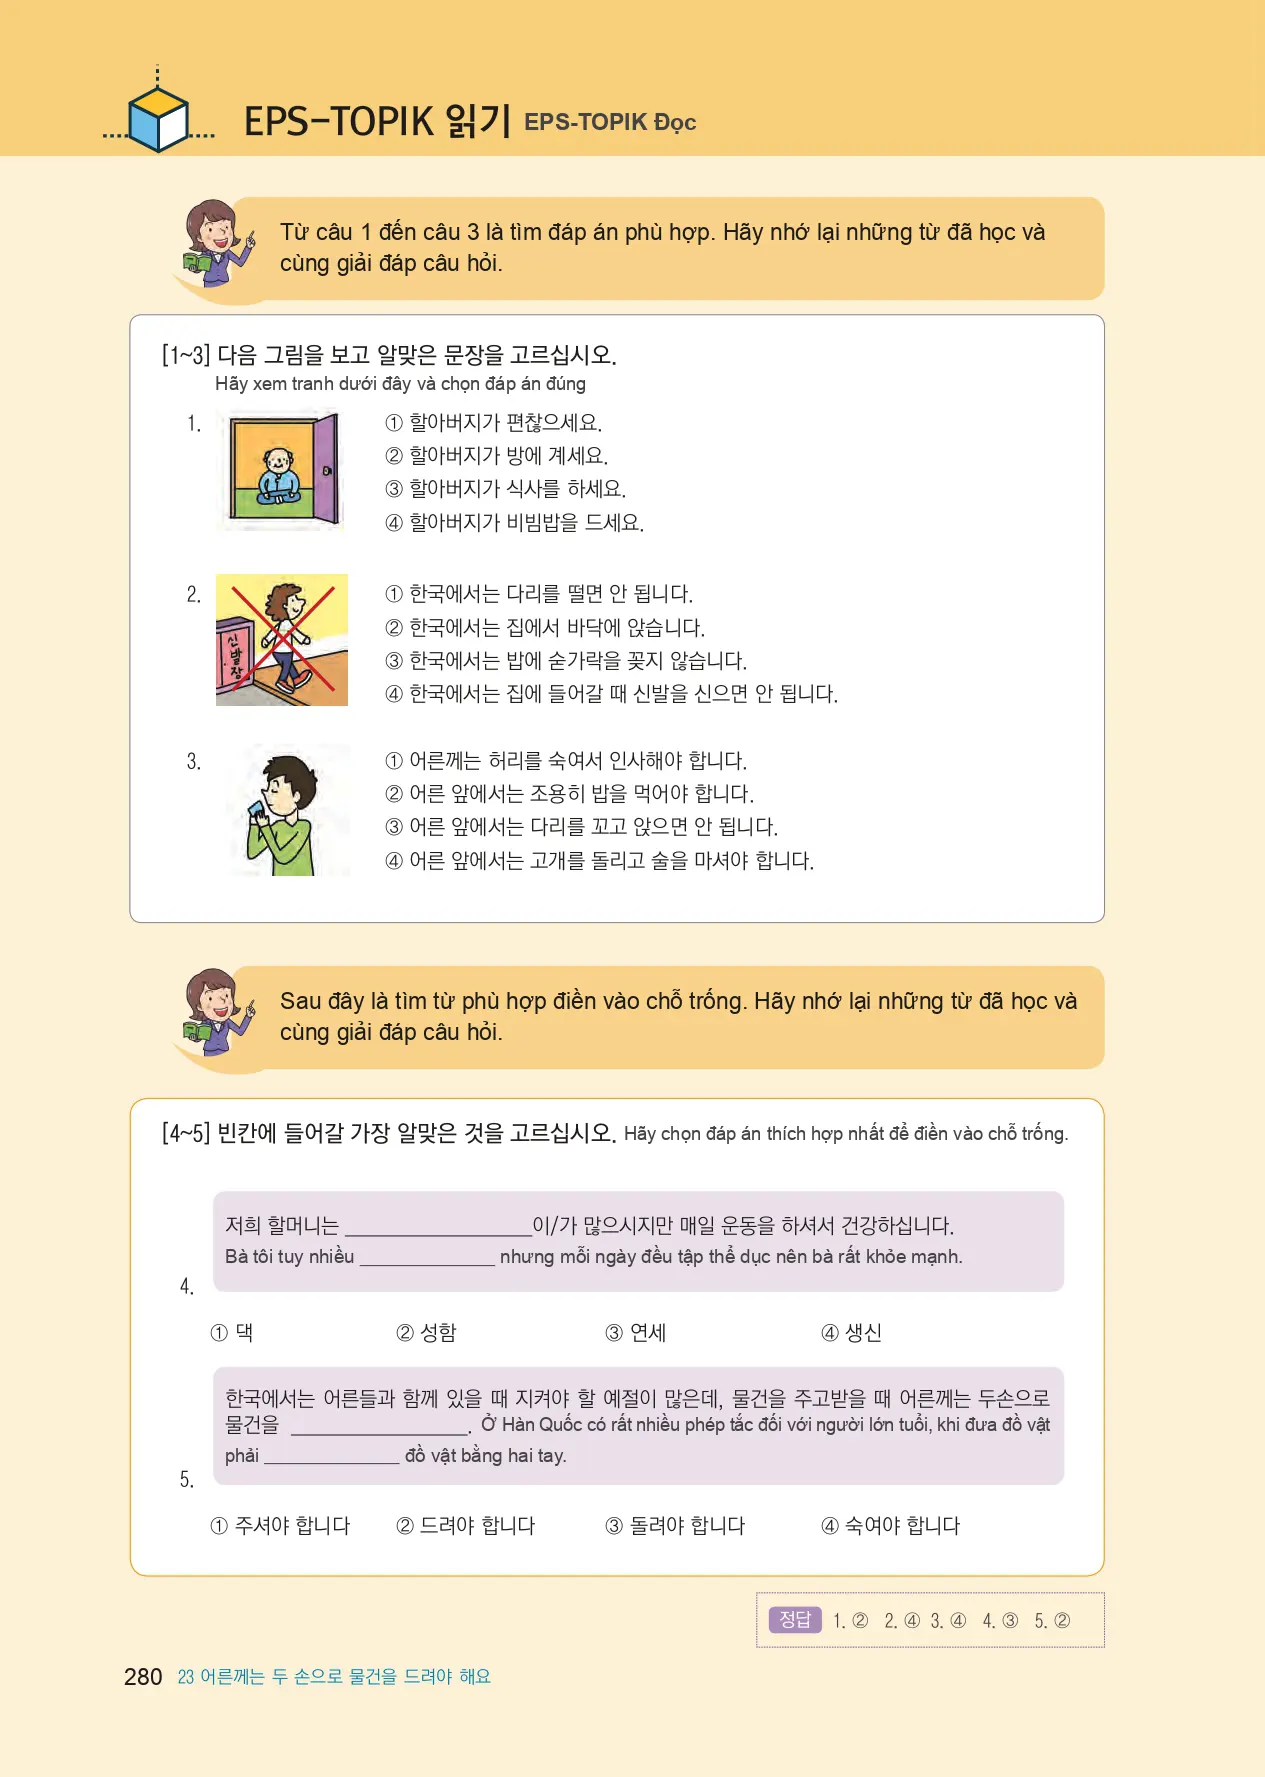 EPS-TOPIK 읽기 EPS-TOPIK Đọc
Từ câu 1 đến câu 3 là tìm đáp án phù hợp. Hãy nhớ lại những từ đã học và
cùng giải đáp câu hỏi.
[1~3] 다음 그림을 보고 알맞은 문장을 고르십시오.
Hãy xem tranh dưới đây và chọn đáp án đúng
1.
① 할아버지가 편찮으세요.
② 할아버지가 방에 계세요.
③ 할아버지가 식사를 하세요.
④ 할아버지가 비빔밥을 드세요.
2.
신발장
① 한국에서는 다리를 떨면 안 됩니다.
② 한국에서는 집에서 바닥에 앉습니다.
③ 한국에서는 밥에 숟가락을 꽂지 않습니다.
④ 한국에서는 집에 들어갈 때 신발을 신으면 안 됩니다.
3.
① 어른께는 허리를 숙여서 인사해야 합니다.
② 어른 앞에서는 조용히 밥을 먹어야 합니다.
③ 어른 앞에서는 다리를 꼬고 앉으면 안 됩니다.
④ 어른 앞에서는 고개를 돌리고 술을 마셔야 합니다.
Sau đây là tìm từ phù hợp điền vào chỗ trống. Hãy nhớ lại những từ đã học và
cùng giải đáp câu hỏi.
[4~5] 빈칸에 들어갈 가장 알맞은 것을 고르십시오. Hãy chọn đáp án thích hợp nhất để điền vào chỗ trống.
저희 할머니는 __________________이/가 많으시지만 매일 운동을 하셔서 건강하십니다.
Bà tôi tuy nhiều _____________ nhưng mỗi ngày đều tập thể dục nên bà rất khỏe mạnh.
4.
① 댁 ② 성함 ③ 연세 ④ 생신
한국에서는 어른들과 함께 있을 때 지켜야 할 예절이 많은데, 물건을 주고받을 때 어른께는 두손으로
물건을 _________________. Ở Hàn Quốc có rất nhiều phép tắc đối với người lớn tuổi, khi đưa đồ vật
phải _____________ đồ vật bằng hai tay.
5.
① 주셔야 합니다 ② 드려야 합니다 ③ 돌려야 합니다 ④ 숙여야 합니다
정답 1. ② 2. ④ 3. ④ 4. ③ 5. ②
280 23 어른께는 두 손으로 물건을 드려야 해요